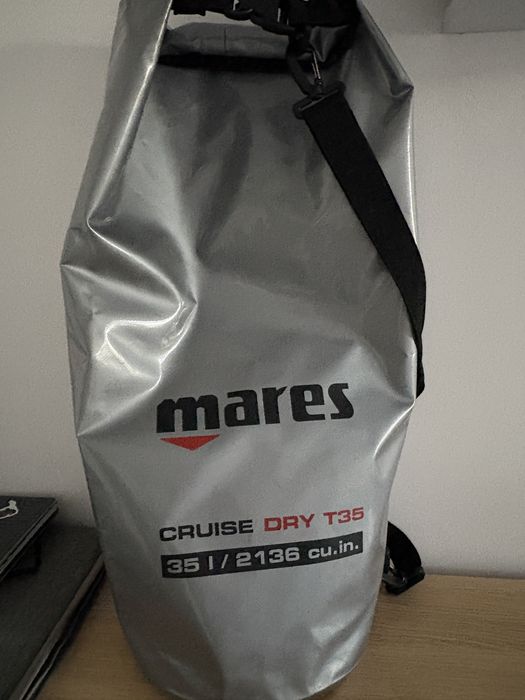 mares
CRUISE DRY T35
35 l / 2136 cu.in.